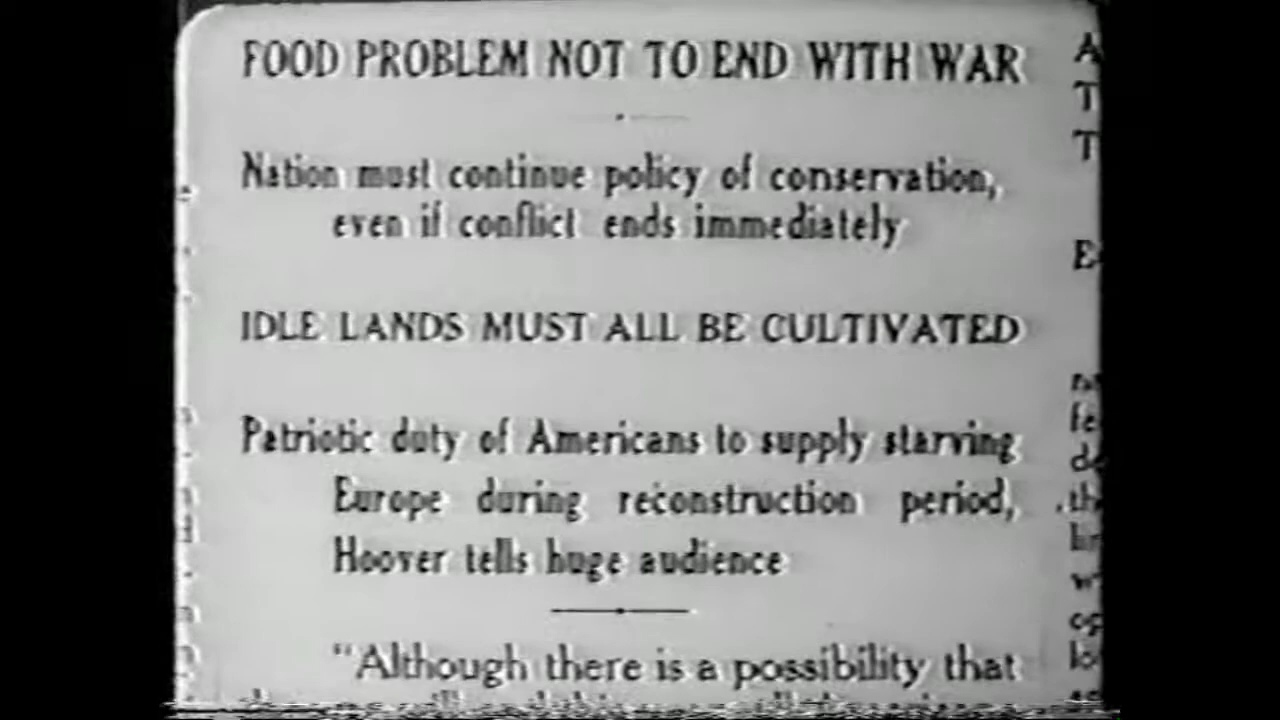 FOOD PROBLEM NOT TO END WITH WAR
Nation must continue policy of conservation,
even if conflict ends immediately
IDLE LANDS MUST ALL BE CULTIVATED
Patriotic duty of Americans to supply starving
Europe during reconstruction period,
Hoover tells huge audience
"Although there is a possibility that